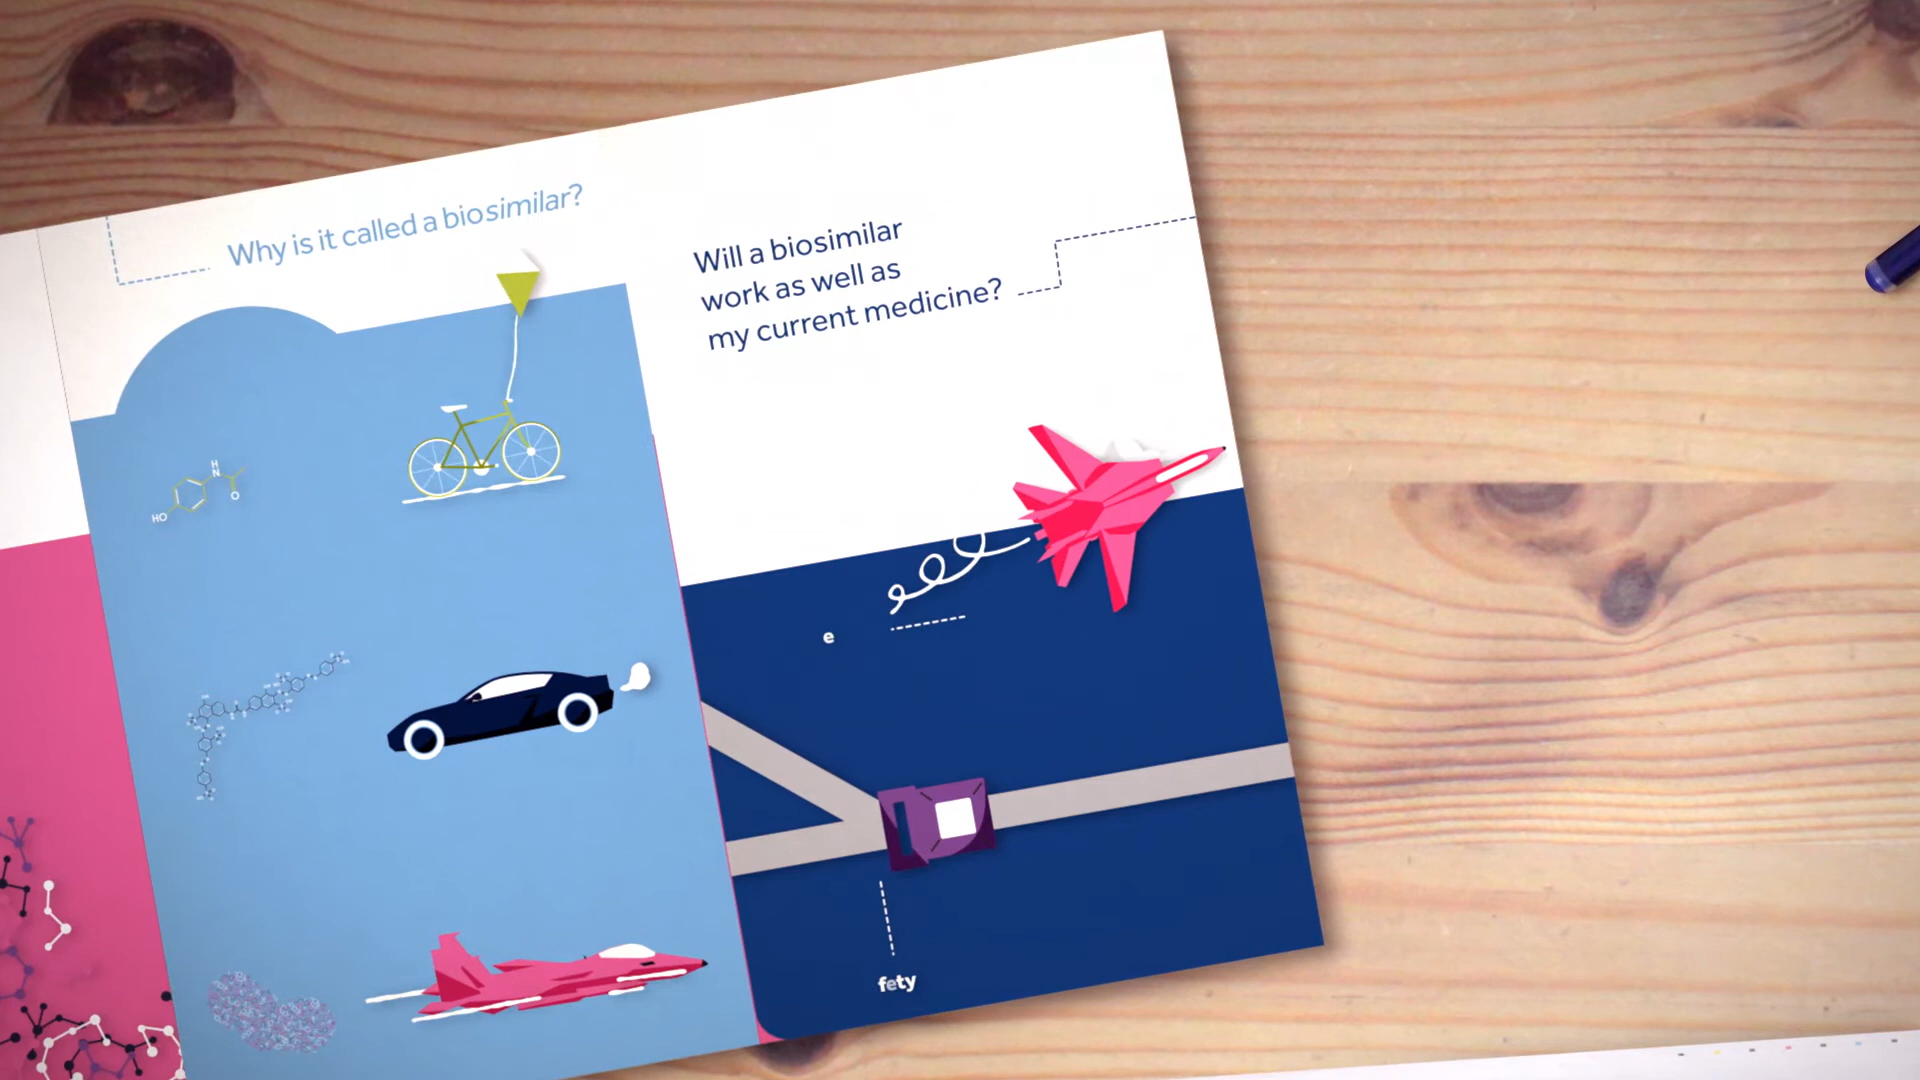 Why is it called a biosimilar?
Will a biosimilar
work as well as
my current medicine?
H
N
O
HO
e
fety